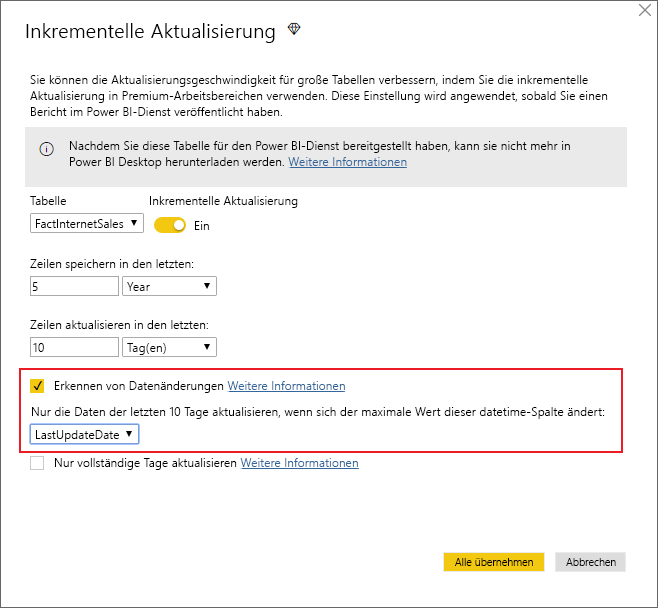 Inkrementelle Aktualisierung
Sie können die Aktualisierungsgeschwindigkeit für große Tabellen verbessern, indem Sie die inkrementelle
Aktualisierung in Premium-Arbeitsbereichen verwenden. Diese Einstellung wird angewendet, sobald Sie einen
Bericht im Power BI-Dienst veröffentlicht haben.
Nachdem Sie diese Tabelle für den Power BI-Dienst bereitgestellt haben, kann sie nicht mehr in
Power BI Desktop herunterladen werden. Weitere Informationen
Tabelle Inkrementelle Aktualisierung
FactInternetSales Ein
Zeilen speichern in den letzten:
5 Year
Zeilen aktualisieren in den letzten:
10 Tag(en)
Erkennen von Datenänderungen Weitere Informationen
Nur die Daten der letzten 10 Tage aktualisieren, wenn sich der maximale Wert dieser datetime-Spalte ändert:
LastUpdateDate
Nur vollständige Tage aktualisieren Weitere Informationen
Alle übernehmen Abbrechen